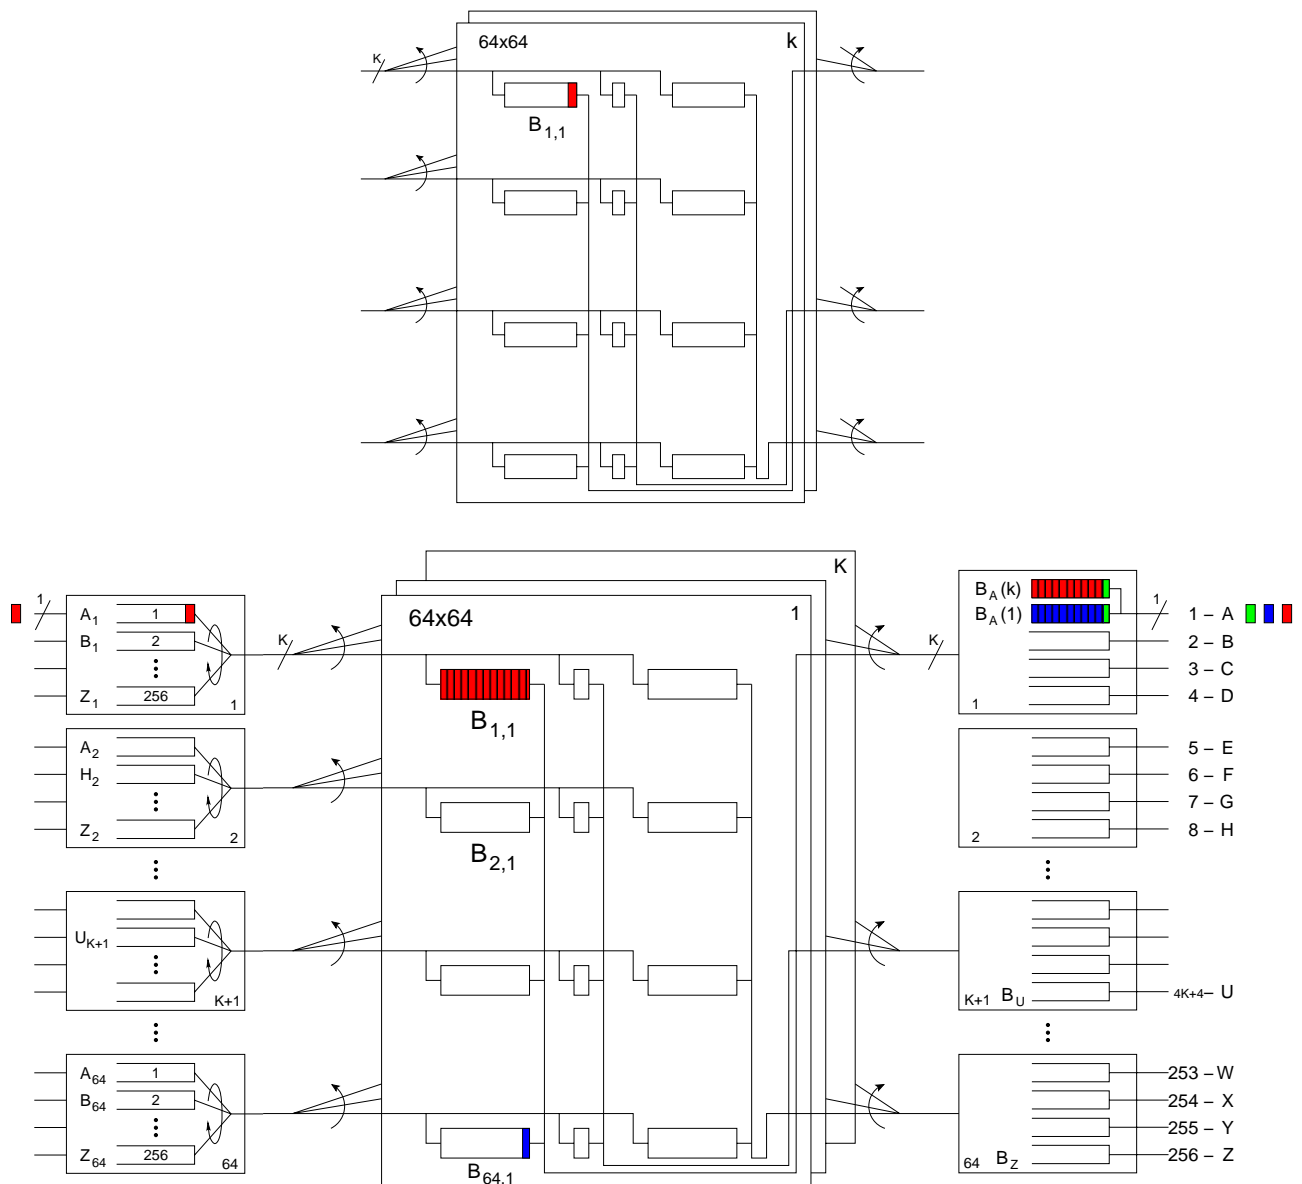 64x64 k
K
B1,1
K
64x64 1
1
A1 1
B1 2
Z1 256
1
K
B1,1
A2
H2
Z2
2
B2,1
UK+1
K+1
A64 1
B64 2
Z64 256
64
B64,1
BA(k)
BA(1)
K
1
1 – A
2 – B
3 – C
4 – D
1
5 – E
6 – F
7 – G
8 – H
2
K+1 BU
4K+4 – U
253 – W
254 – X
255 – Y
256 – Z
64 BZ